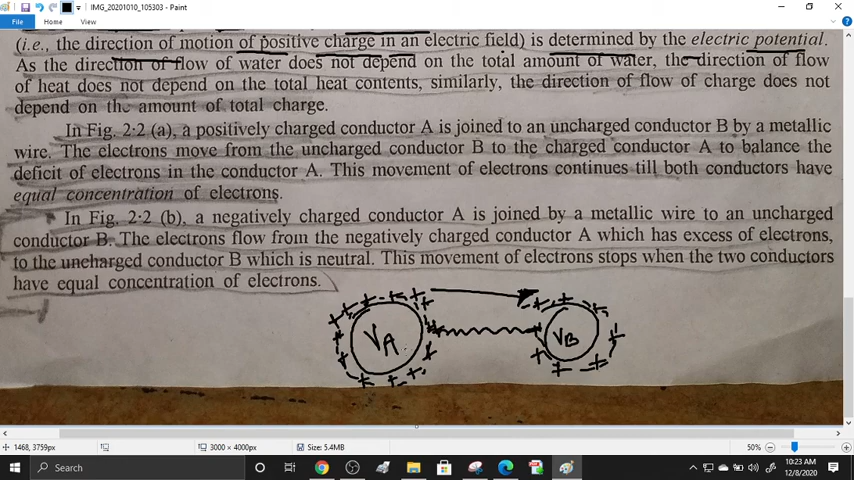 IMG_20201010_105303 - Paint
File Home View
(i.e., the direction of motion of positive charge in an electric field) is determined by the electric potential.
As the direction of flow of water does not depend on the total amount of water, the direction of flow
of heat does not depend on the total heat contents, similarly, the direction of flow of charge does not
depend on the amount of total charge.
In Fig. 2·2 (a), a positively charged conductor A is joined to an uncharged conductor B by a metallic
wire. The electrons move from the uncharged conductor B to the charged conductor A to balance the
deficit of electrons in the conductor A. This movement of electrons continues till both conductors have
equal concentration of electrons.
In Fig. 2·2 (b), a negatively charged conductor A is joined by a metallic wire to an uncharged
conductor B. The electrons flow from the negatively charged conductor A which has excess of electrons,
to the uncharged conductor B which is neutral. This movement of electrons stops when the two conductors
have equal concentration of electrons.
VA VB
1468, 3759px 3000 × 4000px Size: 5.4MB 50%
Search
10:23 AM
12/8/2020